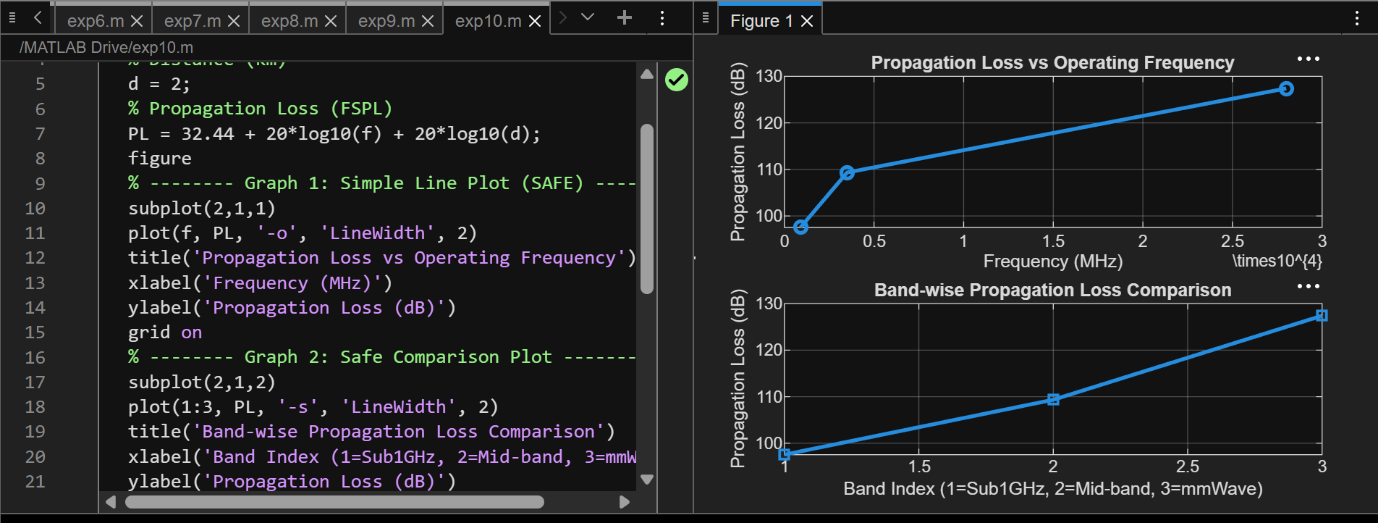 exp6.m
exp7.m
exp8.m
exp9.m
exp10.m
/MATLAB Drive/exp10.m
4 % Distance (km)
5 d = 2;
6 % Propagation Loss (FSPL)
7 PL = 32.44 + 20*log10(f) + 20*log10(d);
8 figure
9 % -------- Graph 1: Simple Line Plot (SAFE) ----
10 subplot(2,1,1)
11 plot(f, PL, '-o', 'LineWidth', 2)
12 title('Propagation Loss vs Operating Frequency')
13 xlabel('Frequency (MHz)')
14 ylabel('Propagation Loss (dB)')
15 grid on
16 % -------- Graph 2: Safe Comparison Plot -------
17 subplot(2,1,2)
18 plot(1:3, PL, '-s', 'LineWidth', 2)
19 title('Band-wise Propagation Loss Comparison')
20 xlabel('Band Index (1=Sub1GHz, 2=Mid-band, 3=mmW
21 ylabel('Propagation Loss (dB)')
Figure 1
Propagation Loss vs Operating Frequency
Propagation Loss (dB)
130
120
110
100
0 0.5 1 1.5 2 2.5 3
Frequency (MHz)
\times10^{4}
Band-wise Propagation Loss Comparison
Propagation Loss (dB)
130
120
110
100
1 1.5 2 2.5 3
Band Index (1=Sub1GHz, 2=Mid-band, 3=mmWave)